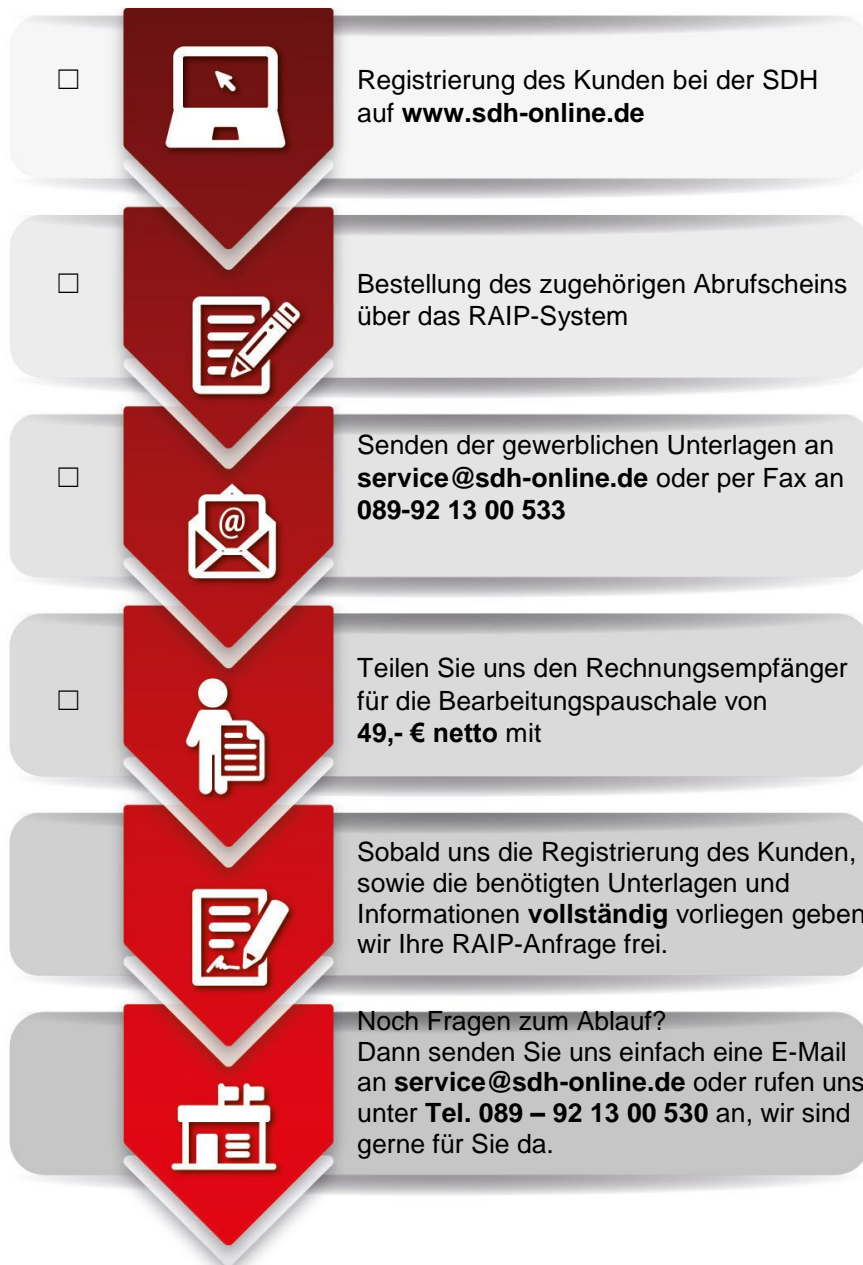 ☐ Registrierung des Kunden bei der SDH
auf www.sdh-online.de
☐ Bestellung des zugehörigen Abrufscheins
über das RAIP-System
Senden der gewerblichen Unterlagen an
☐ service@sdh-online.de oder per Fax an
089-92 13 00 533
@
Teilen Sie uns den Rechnungsempfänger
☐ für die Bearbeitungspauschale von
49,- € netto mit
Sobald uns die Registrierung des Kunden,
sowie die benötigten Unterlagen und
Informationen vollständig vorliegen geben
wir Ihre RAIP-Anfrage frei.
Noch Fragen zum Ablauf?
Dann senden Sie uns einfach eine E-Mail
an service@sdh-online.de oder rufen uns
unter Tel. 089 – 92 13 00 530 an, wir sind
gerne für Sie da.